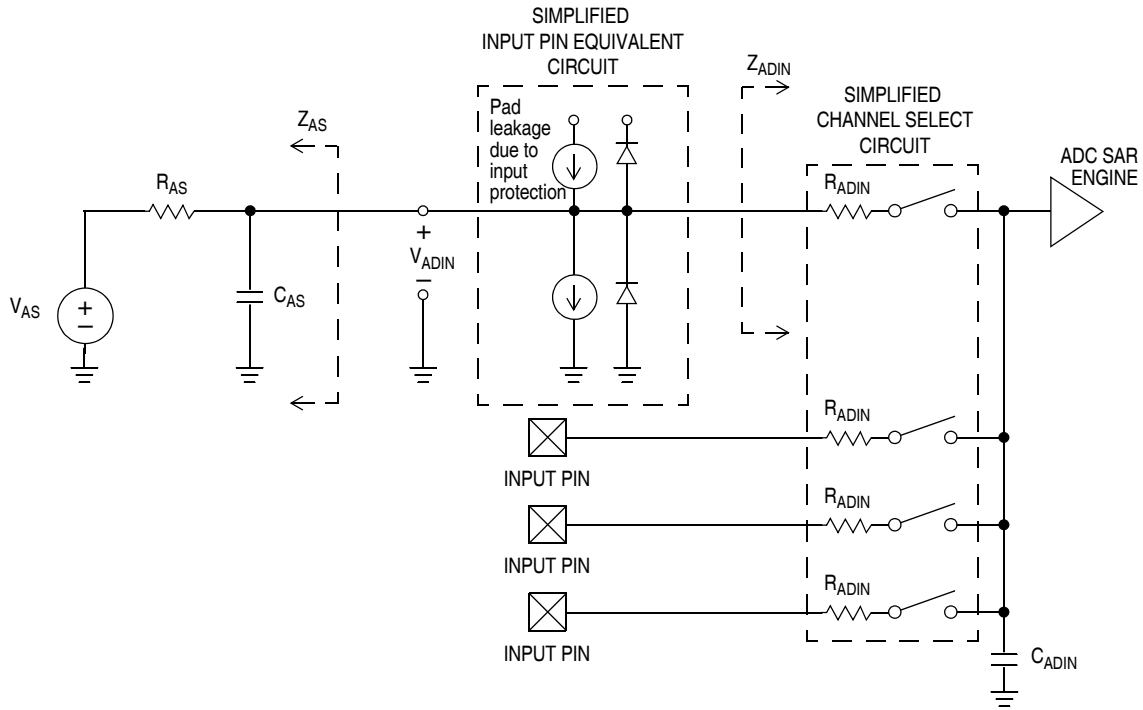 SIMPLIFIED
INPUT PIN EQUIVALENT
CIRCUIT
Pad
leakage
due to
input
protection
Z_ADIN
SIMPLIFIED
CHANNEL SELECT
CIRCUIT
Z_AS
R_AS
R_ADIN
ADC SAR
ENGINE
+
V_ADIN
–
V_AS
+
–
C_AS
R_ADIN
INPUT PIN
R_ADIN
INPUT PIN
R_ADIN
INPUT PIN
C_ADIN